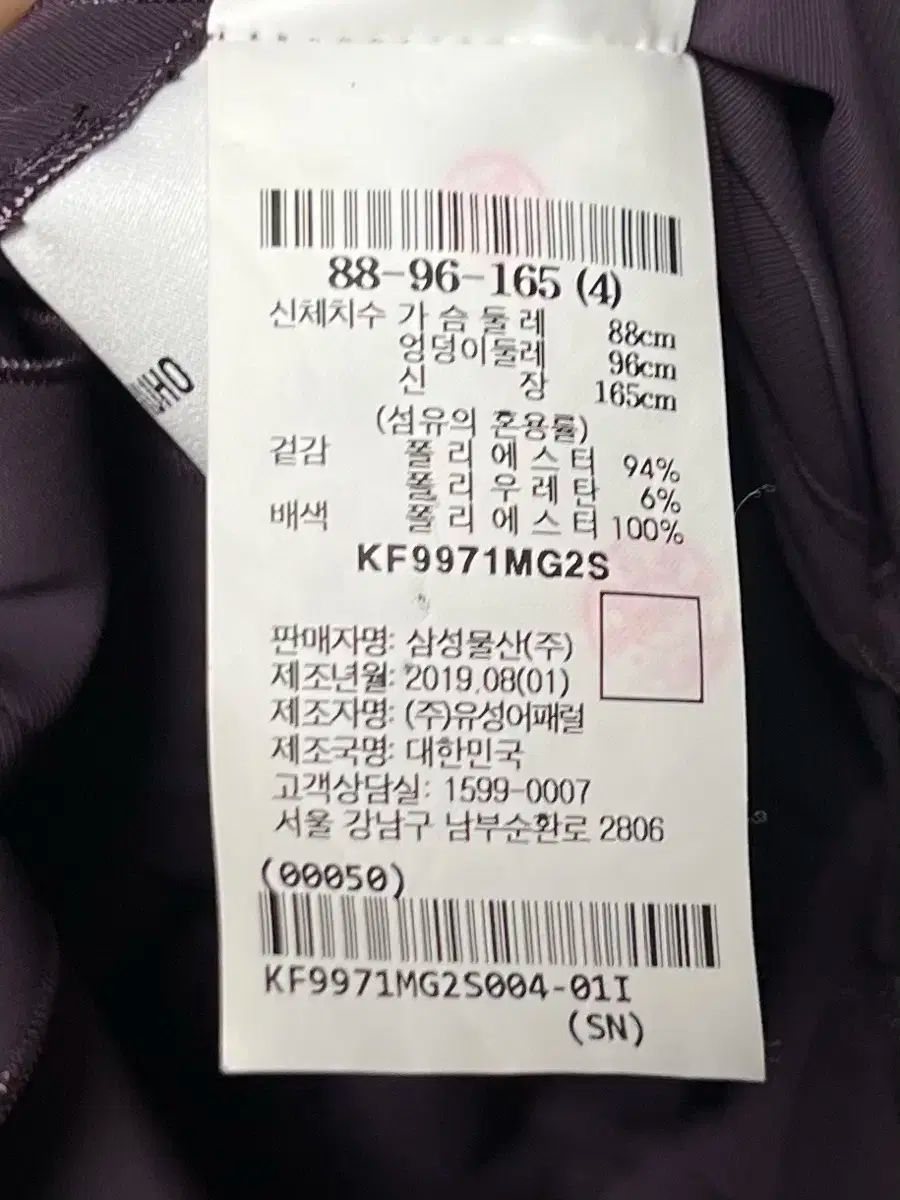 88-96-165 (4)
신체치수 가 슴 둘 레 88cm
엉덩이둘레 96cm
신 장 165cm
(섬유의 혼용률)
겉감 폴 리 에 스 터 94%
폴 리 우 레 탄 6%
배색 폴 리 에 스 터 100%
KF9971MG2S
판매자명: 삼성물산(주)
제조년월: 2019.08(01)
제조자명: (주)유성어패럴
제조국명: 대한민국
고객상담실: 1599-0007
서울 강남구 남부순환로 2806
(00050)
KF9971MG2S004-01I
(SN)